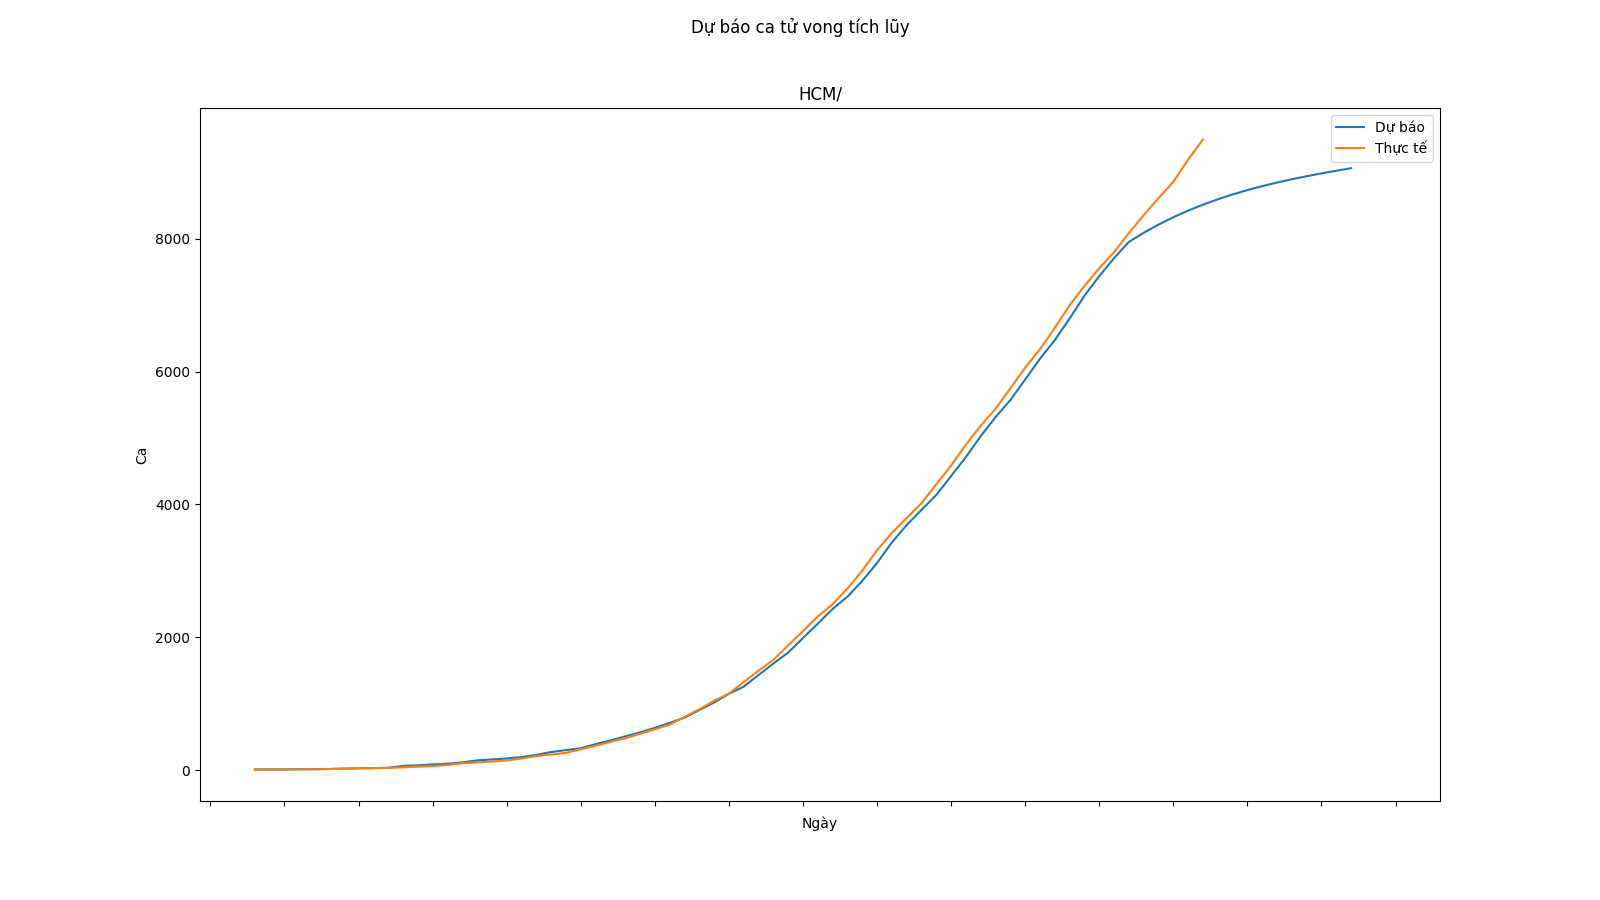 Dự báo ca tử vong tích lũy
HCM/
Dự báo
Thực tế
8000
6000
4000
2000
0
Ca
Ngày